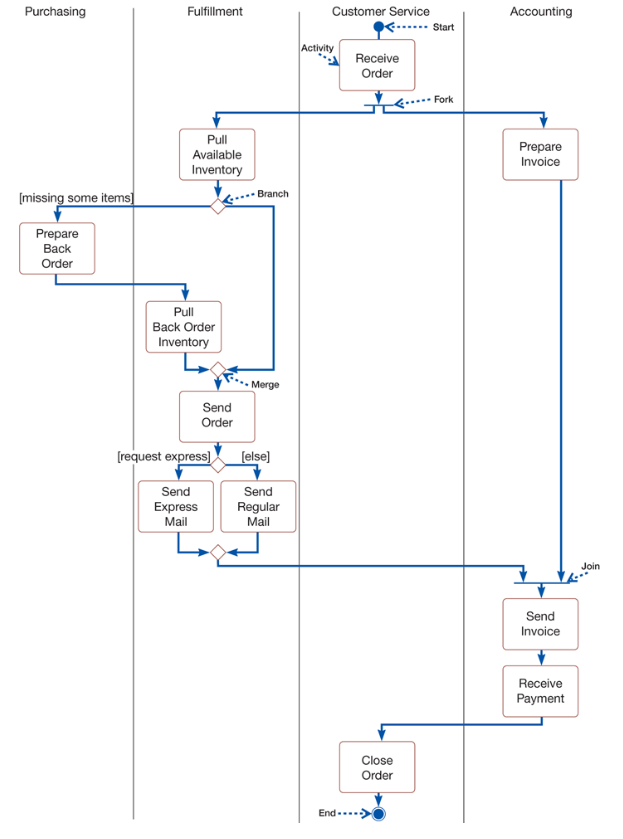 Purchasing
Fulfillment
Customer Service
Accounting
Start
Activity
Receive
Order
Fork
Pull
Available
Inventory
Prepare
Invoice
Branch
[missing some items]
Prepare
Back
Order
Pull
Back Order
Inventory
Merge
Send
Order
[request express]
[else]
Send
Express
Mail
Send
Regular
Mail
Join
Send
Invoice
Receive
Payment
Close
Order
End